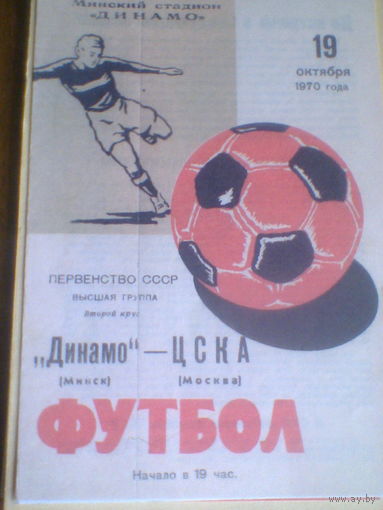 Минский стадион
«ДИНАМО»
19
октября
1970 года
ПЕРВЕНСТВО СССР
ВЫСШАЯ ГРУППА
Второй круг
„Динамо“ — ЦСКА
(Минск) (Москва)
ФУТБОЛ
Начало в 19 час.
www.ay.by